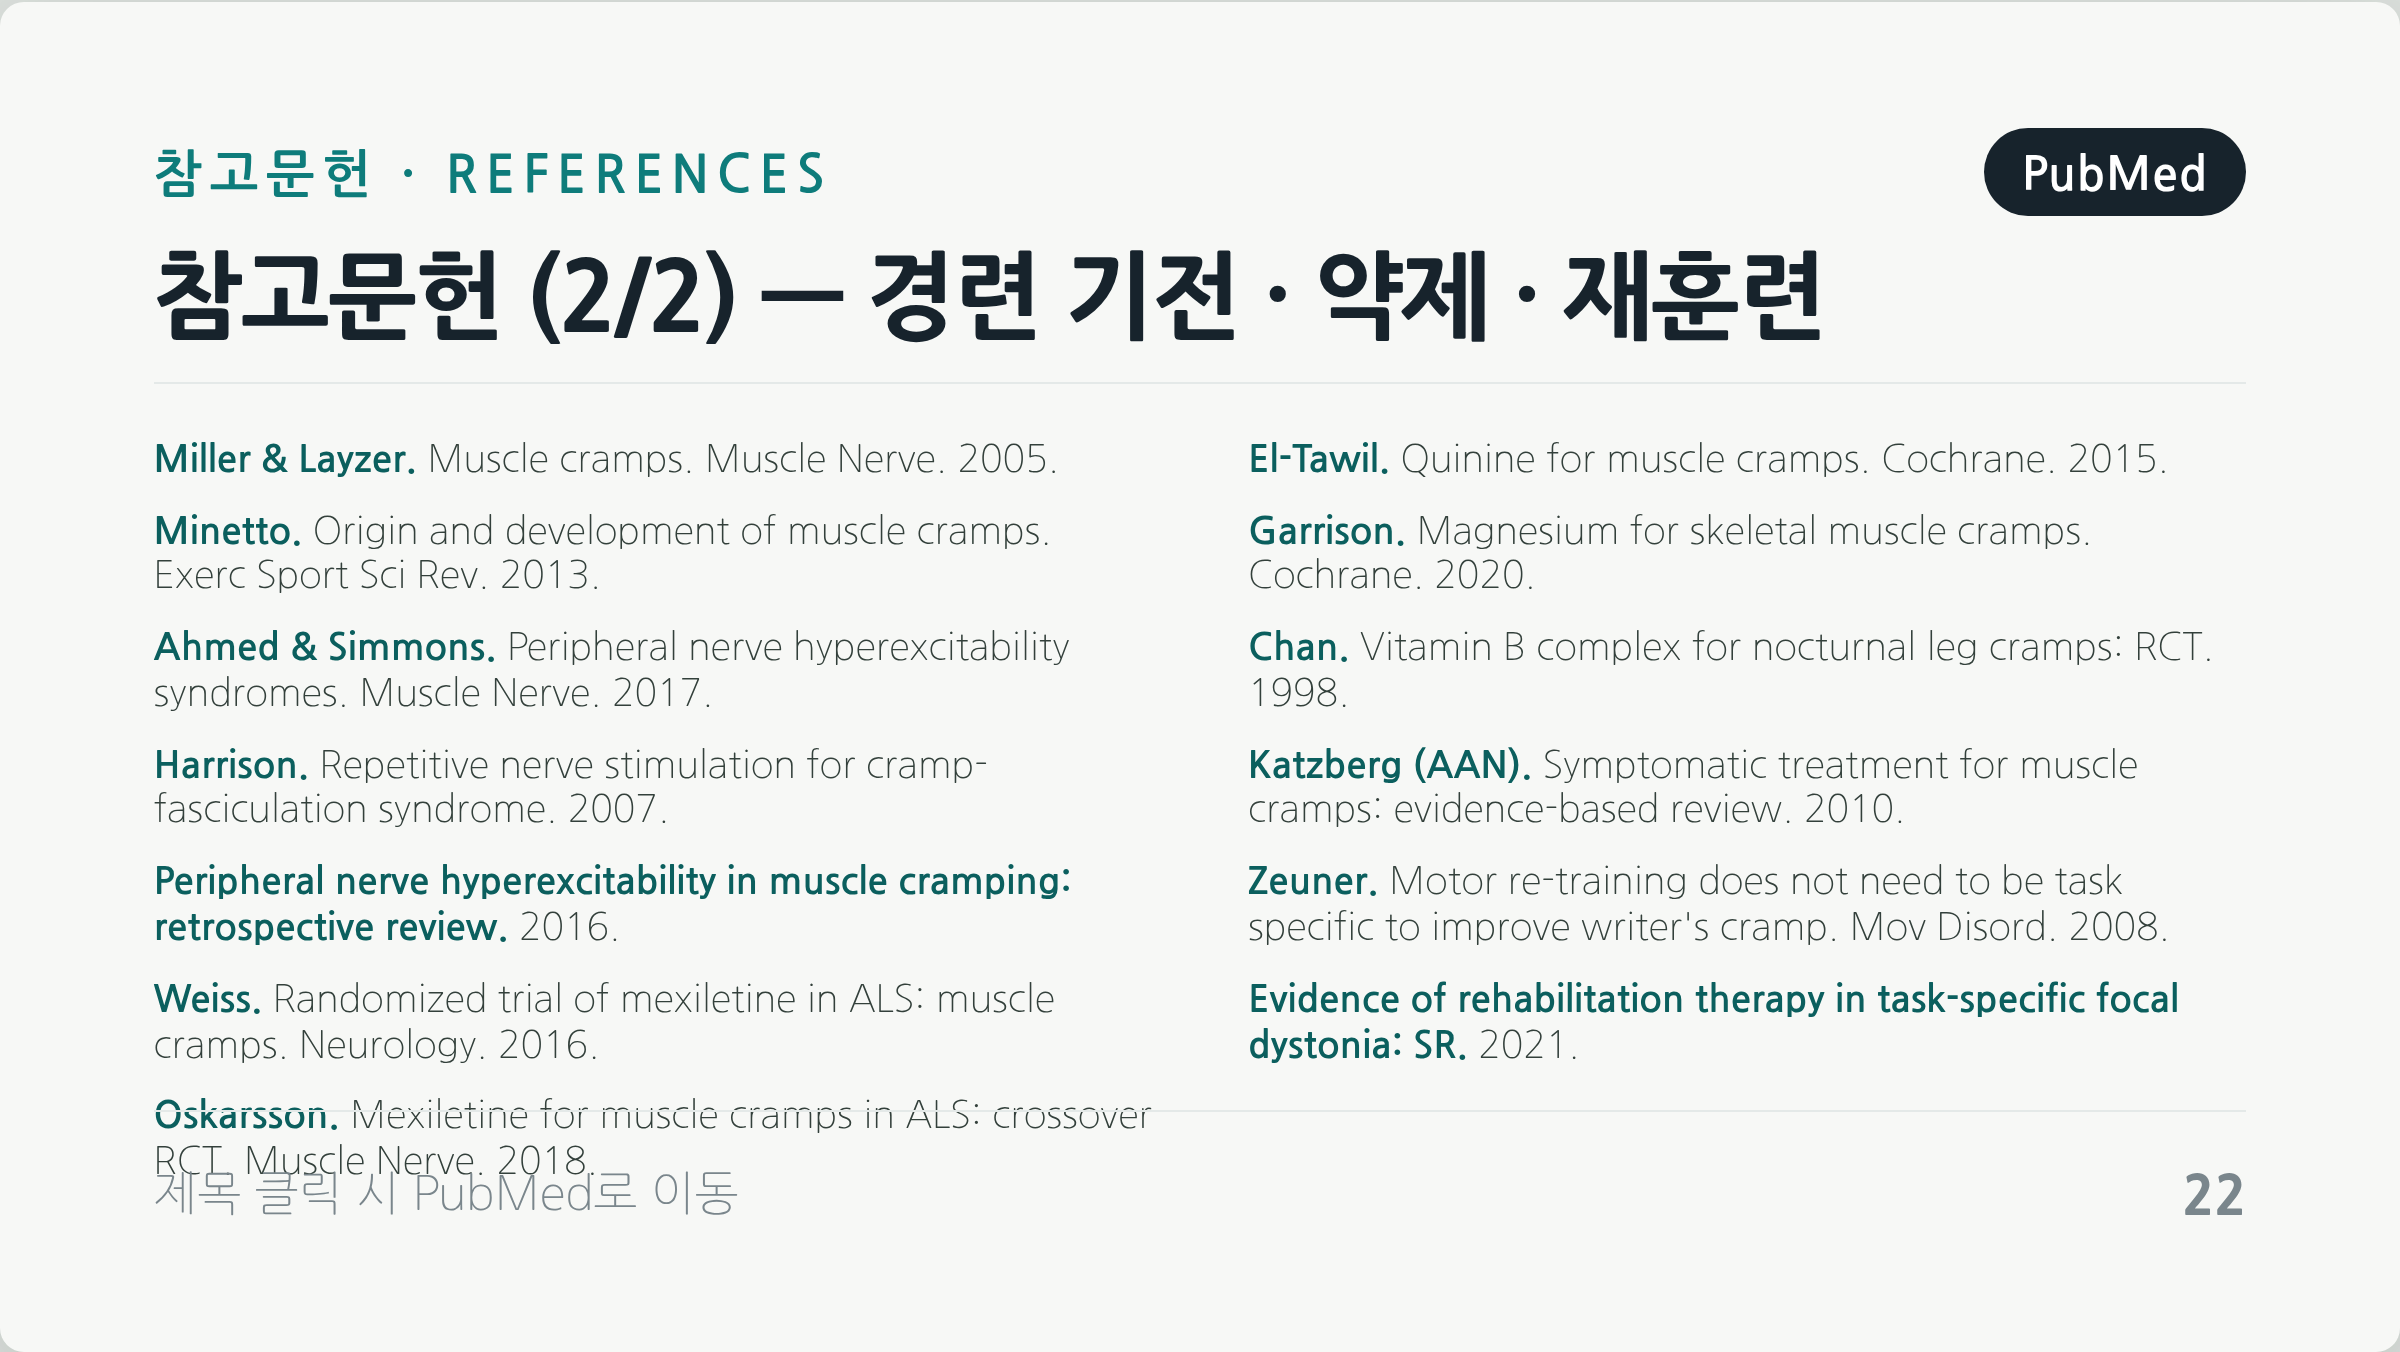 참고문헌 · REFERENCES
PubMed
참고문헌 (2/2) — 경련 기전 · 약제 · 재훈련
Miller & Layzer. Muscle cramps. Muscle Nerve. 2005.
Minetto. Origin and development of muscle cramps.
Exerc Sport Sci Rev. 2013.
Ahmed & Simmons. Peripheral nerve hyperexcitability
syndromes. Muscle Nerve. 2017.
Harrison. Repetitive nerve stimulation for cramp-
fasciculation syndrome. 2007.
Peripheral nerve hyperexcitability in muscle cramping:
retrospective review. 2016.
Weiss. Randomized trial of mexiletine in ALS: muscle
cramps. Neurology. 2016.
Oskarsson. Mexiletine for muscle cramps in ALS: crossover
RCT. Muscle Nerve. 2018.
El-Tawil. Quinine for muscle cramps. Cochrane. 2015.
Garrison. Magnesium for skeletal muscle cramps.
Cochrane. 2020.
Chan. Vitamin B complex for nocturnal leg cramps: RCT.
1998.
Katzberg (AAN). Symptomatic treatment for muscle
cramps: evidence-based review. 2010.
Zeuner. Motor re-training does not need to be task
specific to improve writer's cramp. Mov Disord. 2008.
Evidence of rehabilitation therapy in task-specific focal
dystonia: SR. 2021.
제목 클릭 시 PubMed로 이동
22